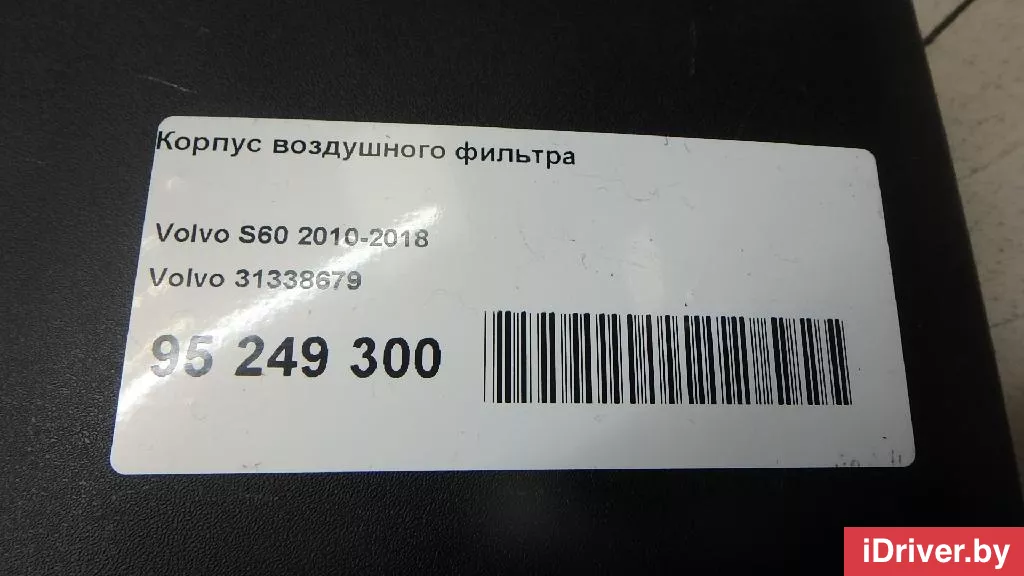 Корпус воздушного фильтра
Volvo S60 2010-2018
Volvo 31338679
95 249 300
iDriver.by